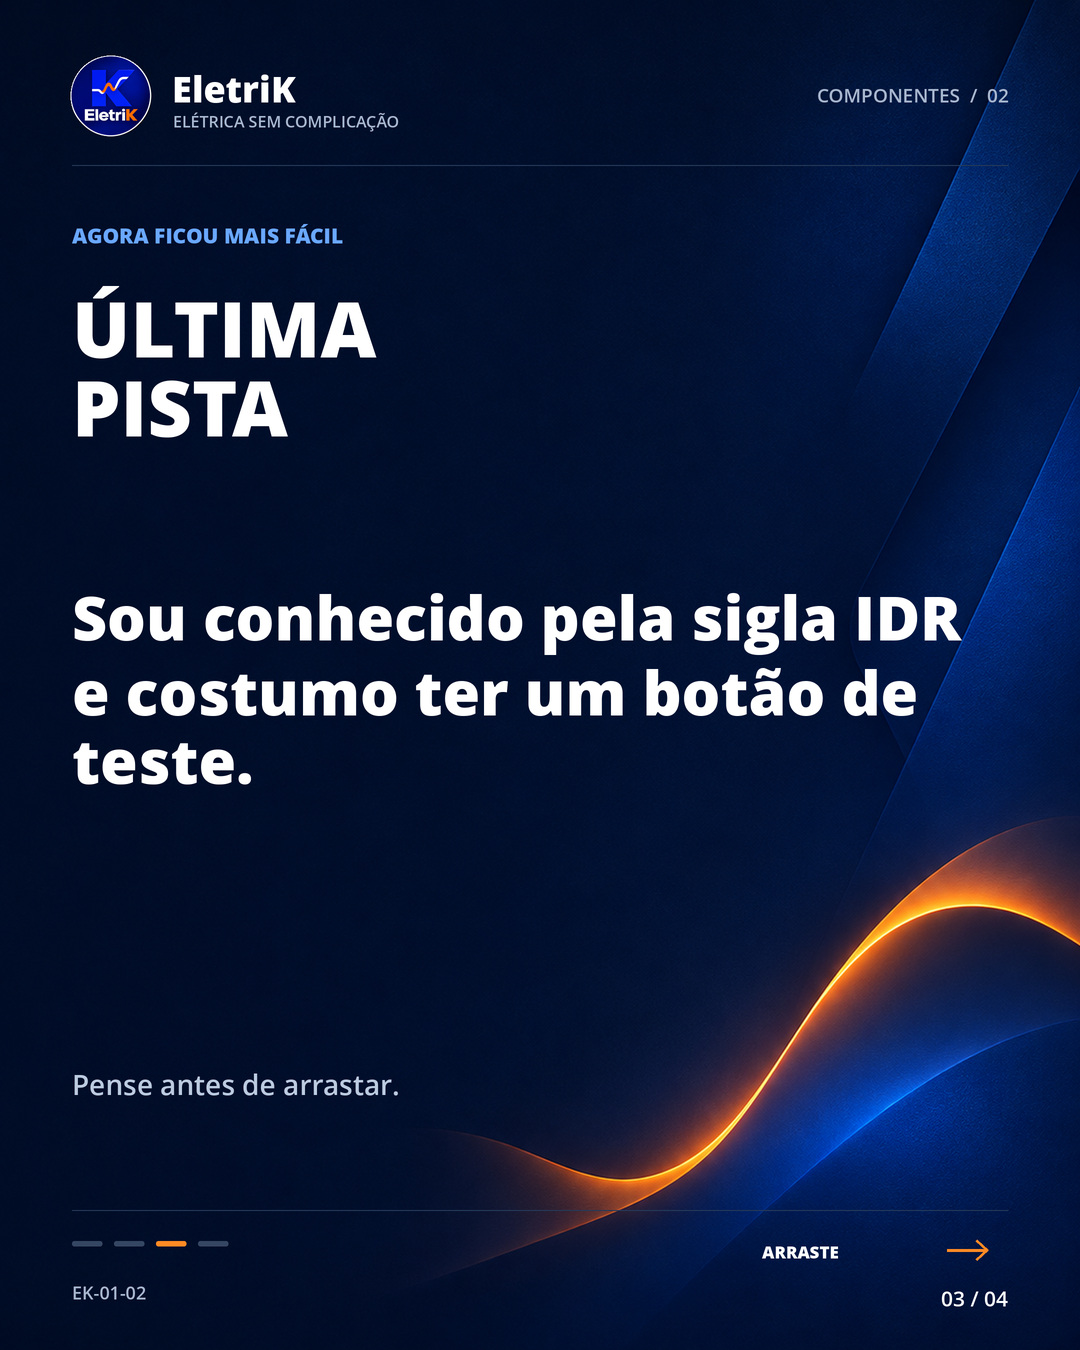 EletriK
EletriK
ELÉTRICA SEM COMPLICAÇÃO
COMPONENTES / 02
AGORA FICOU MAIS FÁCIL
ÚLTIMA
PISTA
Sou conhecido pela sigla IDR
e costumo ter um botão de
teste.
Pense antes de arrastar.
ARRASTE
EK-01-02
03 / 04